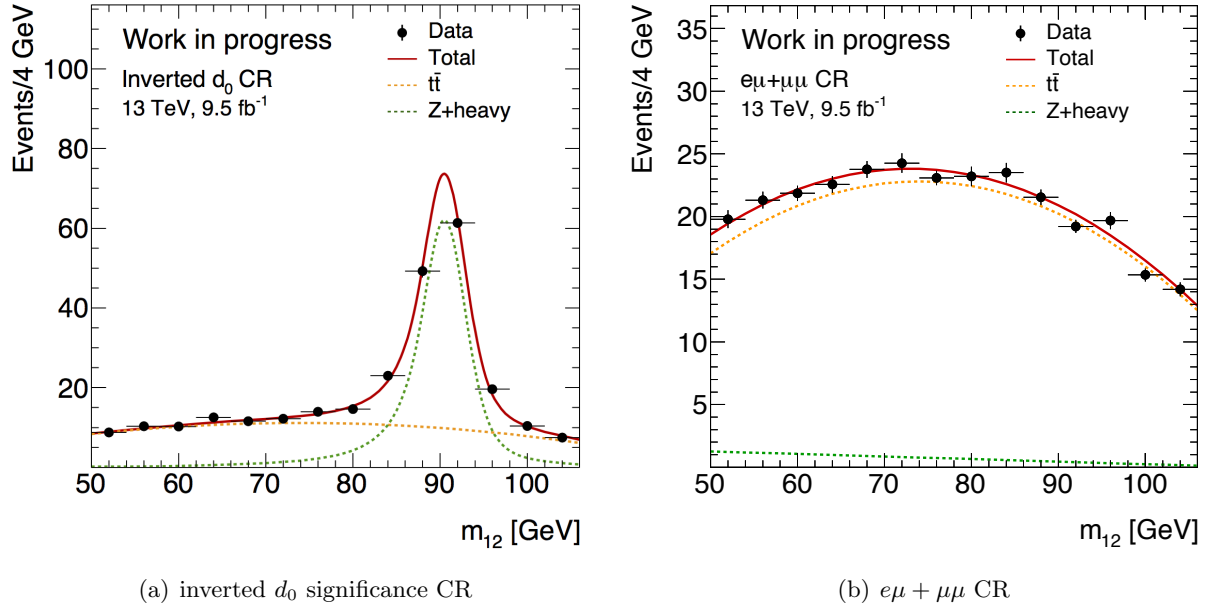 Events/4 GeV
100
80
60
40
20
50 60 70 80 90 100
m₁₂ [GeV]
Work in progress
Inverted d₀ CR
13 TeV, 9.5 fb⁻¹
Data
Total
tt̄
Z+heavy
(a) inverted d₀ significance CR
Events/4 GeV
35
30
25
20
15
10
5
50 60 70 80 90 100
m₁₂ [GeV]
Work in progress
eμ+μμ CR
13 TeV, 9.5 fb⁻¹
Data
Total
tt̄
Z+heavy
(b) eμ + μμ CR